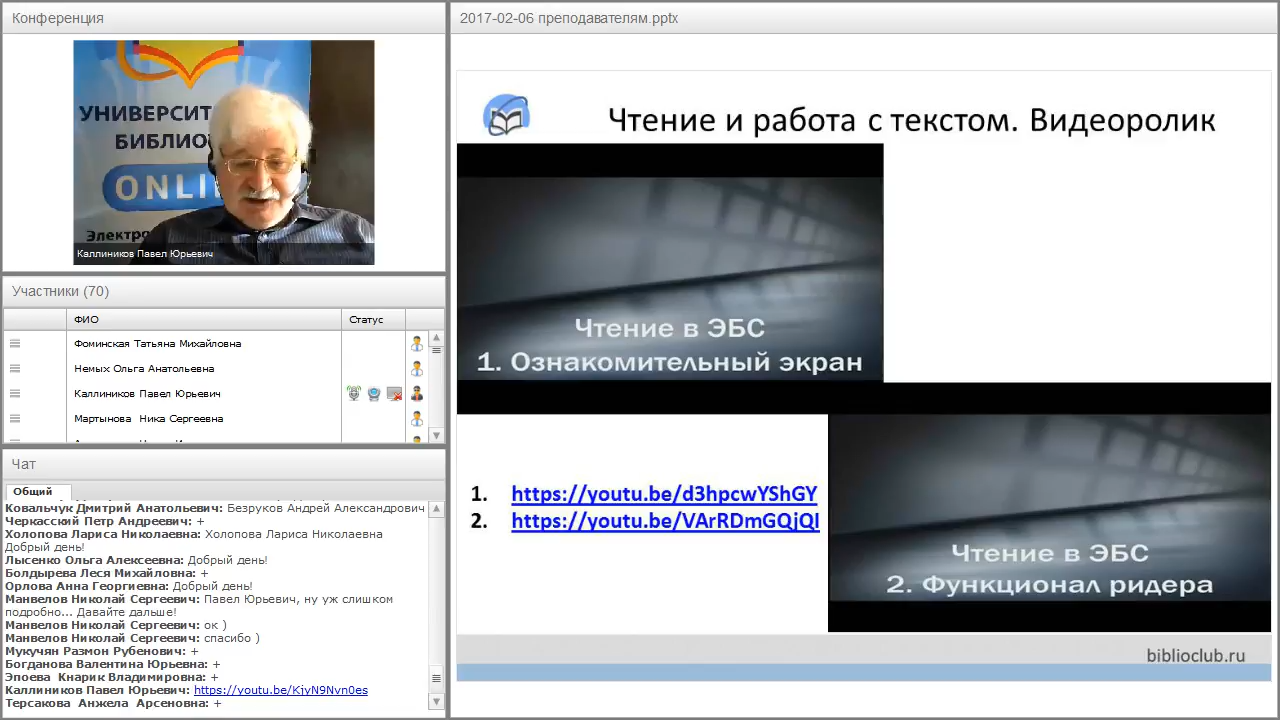 Конференция
УНИВЕРСИТ
БИБЛИО
ONLI
Электро
Каллиников Павел Юрьевич
Участники (70)
ФИО
Статус
Фоминская Татьяна Михайловна
Немых Ольга Анатольевна
Каллиников Павел Юрьевич
Мартынова Ника Сергеевна
Чат
Общий
Ковальчук Дмитрий Анатольевич: Безруков Андрей Александрович
Черкасский Петр Андреевич: +
Холопова Лариса Николаевна: Холопова Лариса Николаевна
Добрый день!
Лысенко Ольга Алексеевна: Добрый день!
Болдырева Леся Михайловна: +
Орлова Анна Георгиевна: Добрый день!
Манвелов Николай Сергеевич: Павел Юрьевич, ну уж слишком
подробно... Давайте дальше!
Манвелов Николай Сергеевич: ок )
Манвелов Николай Сергеевич: спасибо )
Мукучян Размон Рубенович: +
Богданова Валентина Юрьевна: +
Эпоева Кнарик Владимировна: +
Каллиников Павел Юрьевич: https://youtu.be/KjyN9Nvn0es
Терсакова Анжела Арсеновна: +
2017-02-06 преподавателям.pptx
Чтение и работа с текстом. Видеоролик
Чтение в ЭБС
1. Ознакомительный экран
1. https://youtu.be/d3hpcwYShGY
2. https://youtu.be/VArRDmGQjQI
Чтение в ЭБС
2. Функционал ридера
biblioclub.ru